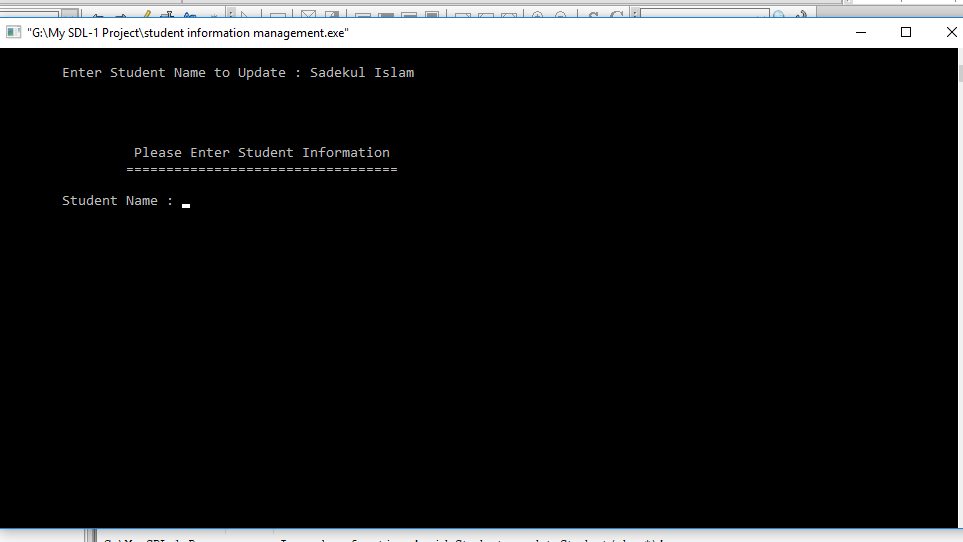 "G:\My SDL-1 Project\student information management.exe"
Enter Student Name to Update : Sadekul Islam
Please Enter Student Information
==================================
Student Name :